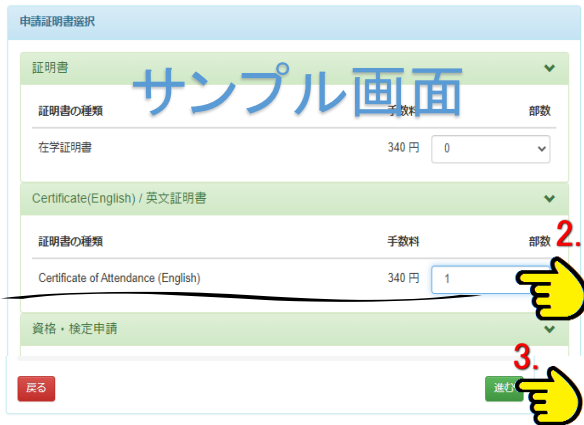 申請証明書選択
証明書
サンプル画面
証明書の種類 手数料 部数
在学証明書 340 円 0
Certificate(English) / 英文証明書
証明書の種類 手数料 部数 2.
Certificate of Attendance (English) 340 円 1
資格・検定申請
3.
戻る 進む